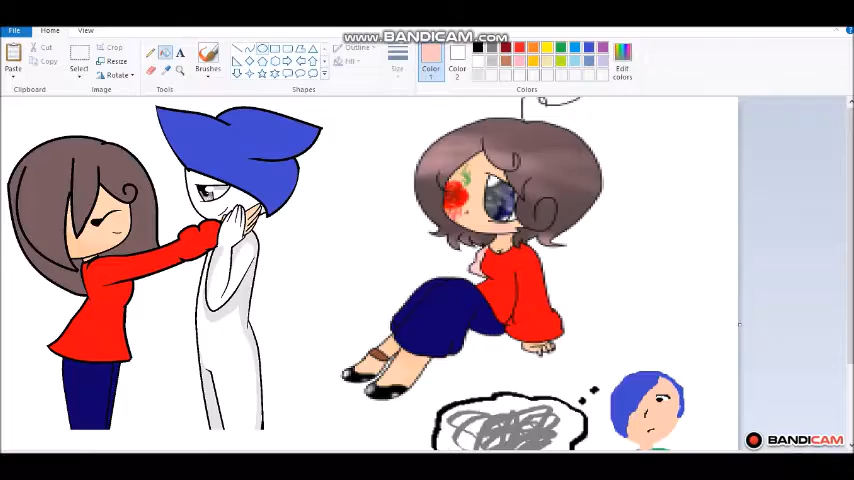 www.BANDICAM.com
File Home View
Paste
Cut
Copy
Clipboard
Select
Crop
Resize
Rotate
Image
A
Tools
Brushes
Shapes
Outline
Fill
Size
Color 1
Color 2
Edit colors
Colors
BANDICAM